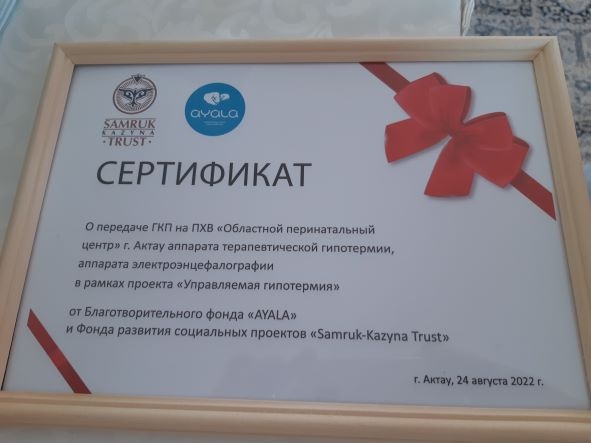 SAMRUK
KAZYNA
TRUST
AYALA
СЕРТИФИКАТ
О передаче ГКП на ПХВ «Областной перинатальный
центр» г. Актау аппарата терапевтической гипотермии,
аппарата электроэнцефалографии
в рамках проекта «Управляемая гипотермия»
от Благотворительного фонда «AYALA»
и Фонда развития социальных проектов «Samruk-Kazyna Trust»
г. Актау, 24 августа 2022 г.